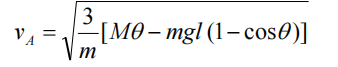 v_A = √(3/m [Mθ − mgl (1 − cosθ)])